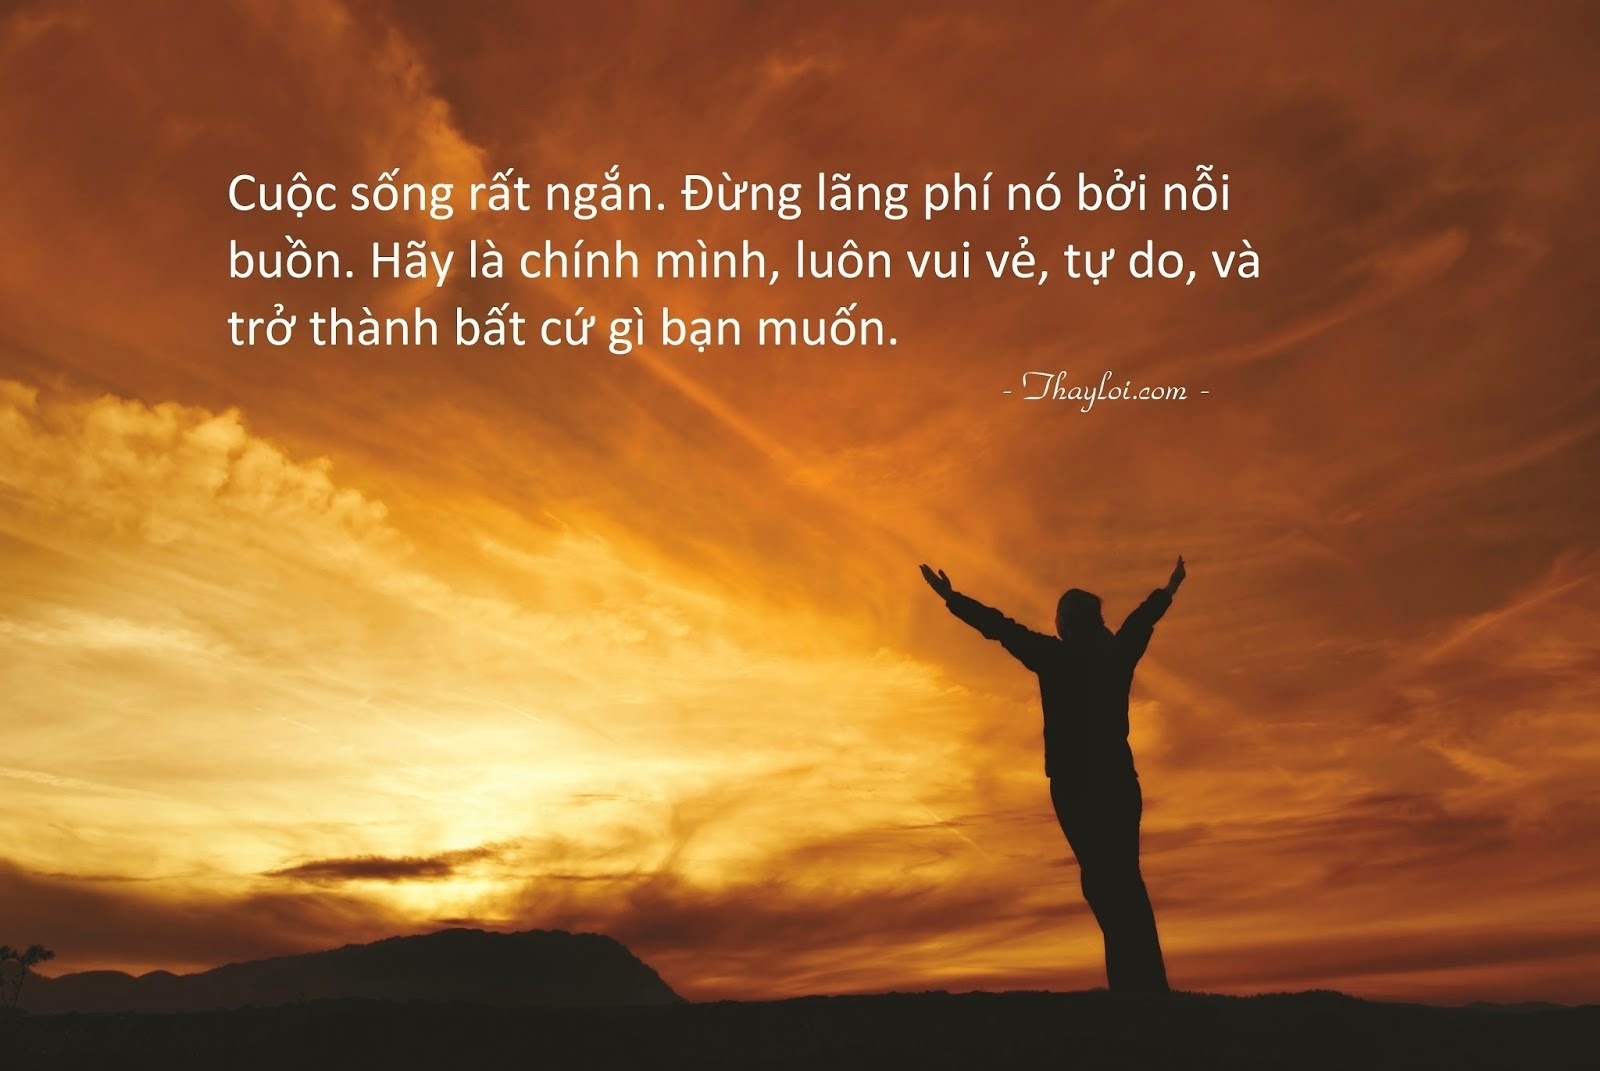 Cuộc sống rất ngắn. Đừng lãng phí nó bởi nỗi
buồn. Hãy là chính mình, luôn vui vẻ, tự do, và
trở thành bất cứ gì bạn muốn.
- Thayloi.com -